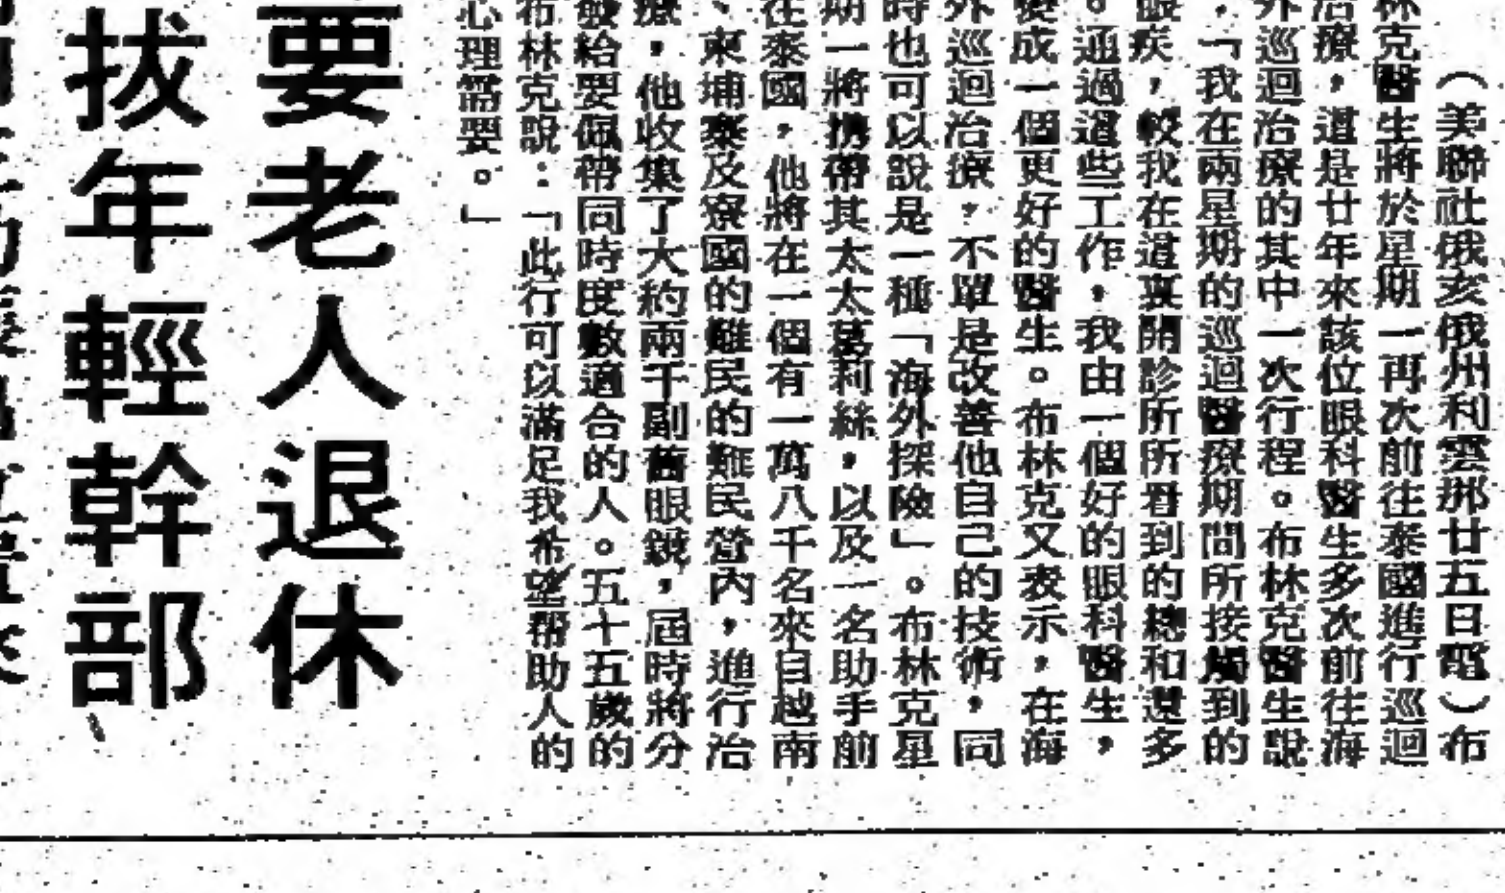 （美聯社俄亥俄州利雲那廿五日電）布
林克醫生將於星期一再次前往泰國進行巡迴
治療，這是廿年來該位眼科醫生多次前往海
外巡迴治療的其中一次行程。布林克醫生說
，「我在兩星期的巡迴醫療期間所接觸到的
眼疾，較我在這裏開診所所看到的總和還多
。通過這些工作，我由一個好的眼科醫生，
變成一個更好的醫生。布林克又表示，在海
外巡迴治療，不單是改善他自己的技術，同
時也可以說是一種「海外探險」。布林克星
期一將携帶其太太葛莉絲，以及一名助手前
在泰國，他將在一個有一萬八千名來自越南
、東埔寨及寮國的難民的難民營內，進行治
療，他收集了大約兩千副舊眼鏡，屆時將分
發給要佩帶同時度數適合的人。五十五歲的
布林克說：「此行可以滿足我希望幫助人的
心理需要。」
要老人退休
拔年輕幹部